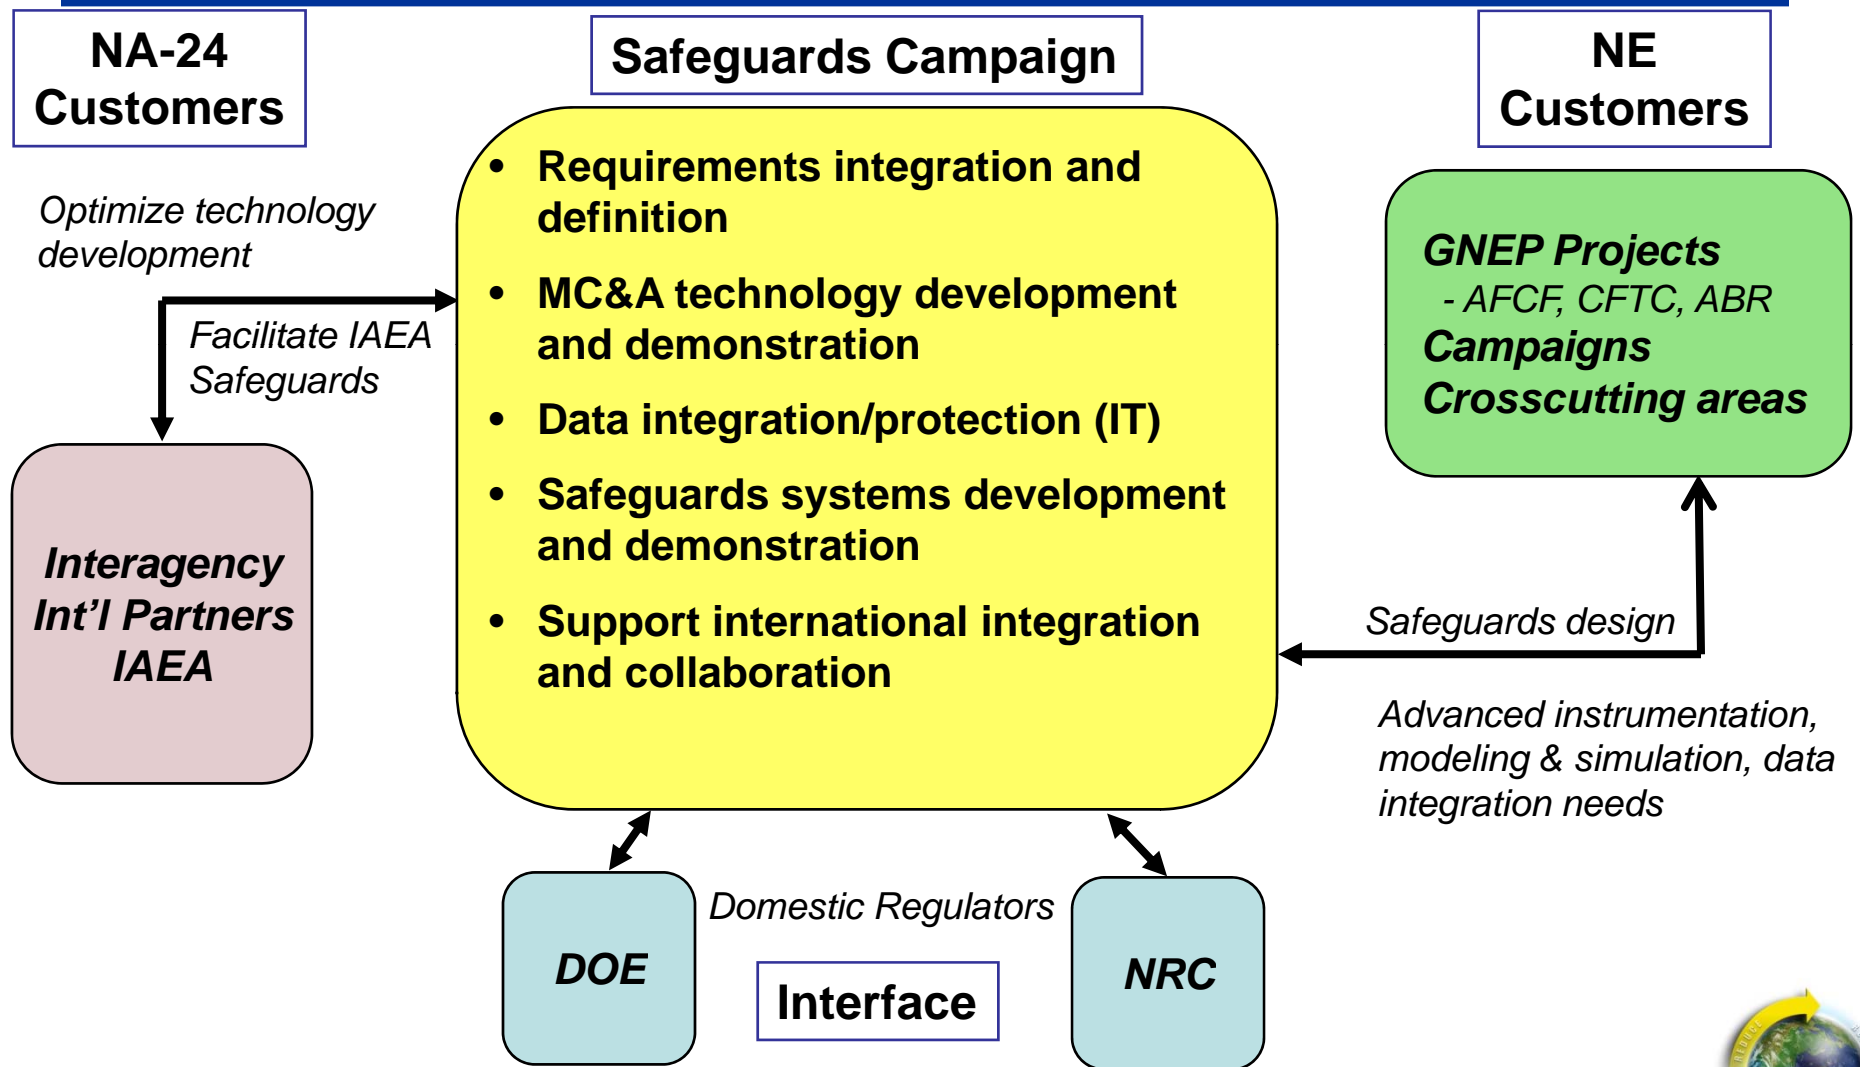 NA-24
Customers
Safeguards Campaign
NE
Customers
Optimize technology
development
Facilitate IAEA
Safeguards
Interagency
Int'l Partners
IAEA
• Requirements integration and
definition
• MC&A technology development
and demonstration
• Data integration/protection (IT)
• Safeguards systems development
and demonstration
• Support international integration
and collaboration
GNEP Projects
- AFCF, CFTC, ABR
Campaigns
Crosscutting areas
Safeguards design
Advanced instrumentation,
modeling & simulation, data
integration needs
DOE
Domestic Regulators
Interface
NRC
REDUCE